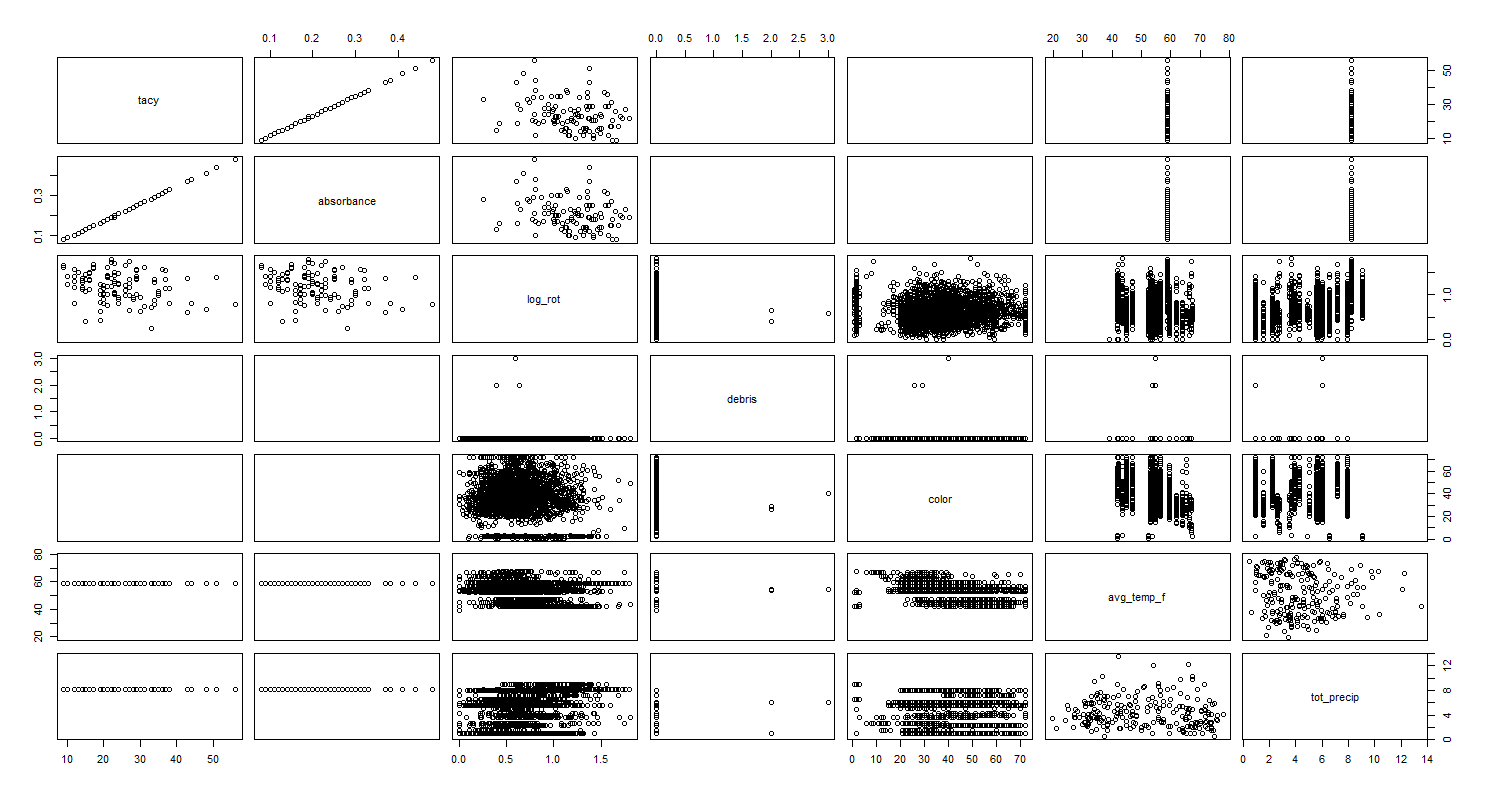 0.1 0.2 0.3 0.4 0.0 0.5 1.0 1.5 2.0 2.5 3.0 20 30 40 50 60 70 80
tacy
10 30 50
0.1 0.3
absorbance
log_rot
0.0 1.0
0.0 1.0 2.0 3.0
debris
color
0 20 40 60
20 40 60 80
avg_temp_f
tot_precip
0 4 8 12
10 20 30 40 50 0.0 0.5 1.0 1.5 0 10 20 30 40 50 60 70 0 2 4 6 8 10 12 14